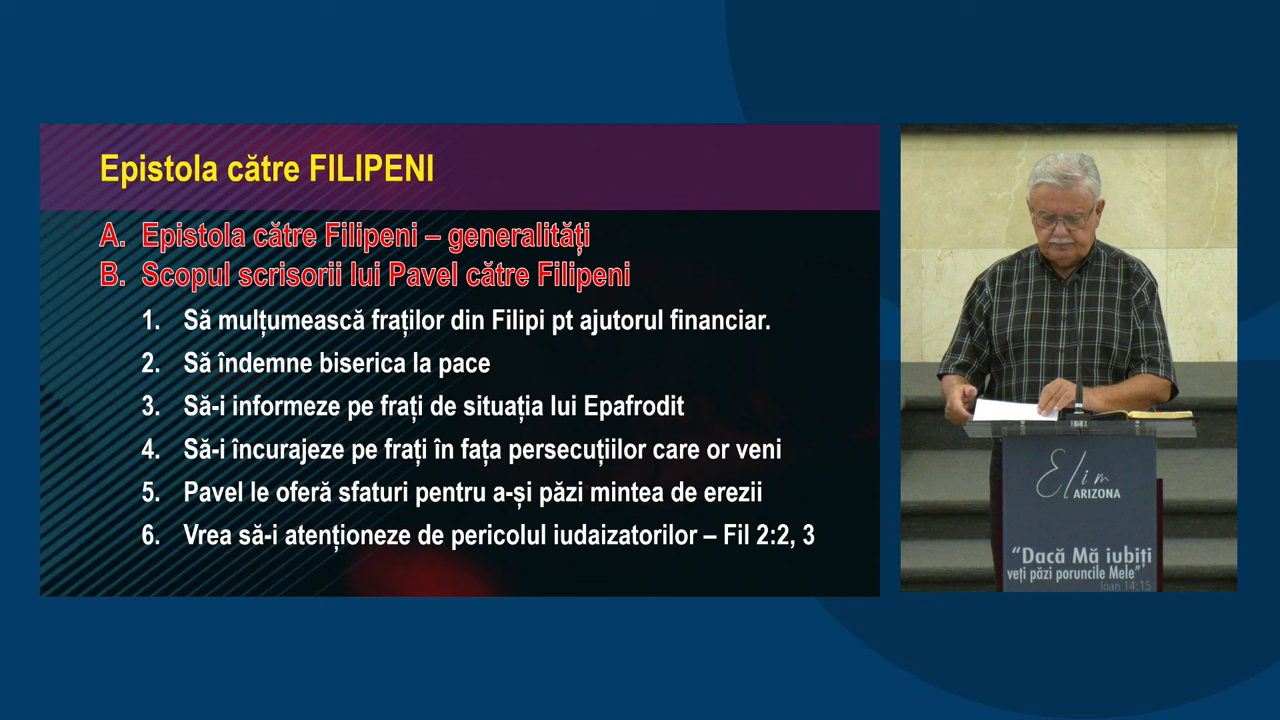 Epistola către FILIPENI
A. Epistola către Filipeni – generalități
B. Scopul scrisorii lui Pavel către Filipeni
1. Să mulțumească fraților din Filipi pt ajutorul financiar.
2. Să îndemne biserica la pace
3. Să-i informeze pe frați de situația lui Epafrodit
4. Să-i încurajeze pe frați în fața persecuțiilor care or veni
5. Pavel le oferă sfaturi pentru a-și păzi mintea de erezii
6. Vrea să-i atenționeze de pericolul iudaizatorilor – Fil 2:2, 3
Elim
ARIZONA
“Dacă Mă iubiți
veți păzi poruncile Mele”
Ioan 14:15